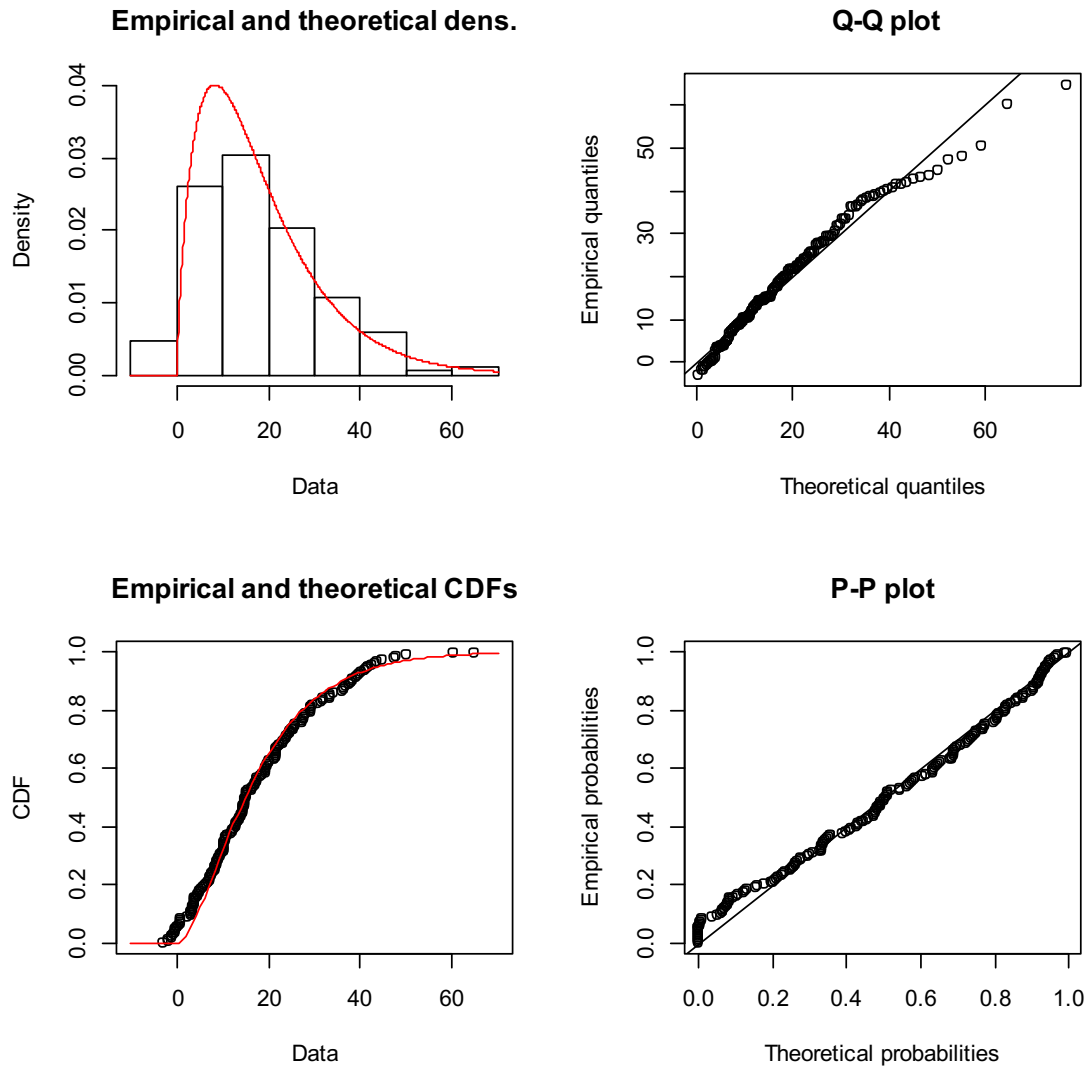 Empirical and theoretical dens.
Density
0.00 0.01 0.02 0.03 0.04
0 20 40 60
Data
Q-Q plot
Empirical quantiles
0 10 30 50
0 20 40 60
Theoretical quantiles
Empirical and theoretical CDFs
CDF
0.0 0.2 0.4 0.6 0.8 1.0
0 20 40 60
Data
P-P plot
Empirical probabilities
0.0 0.2 0.4 0.6 0.8 1.0
0.0 0.2 0.4 0.6 0.8 1.0
Theoretical probabilities